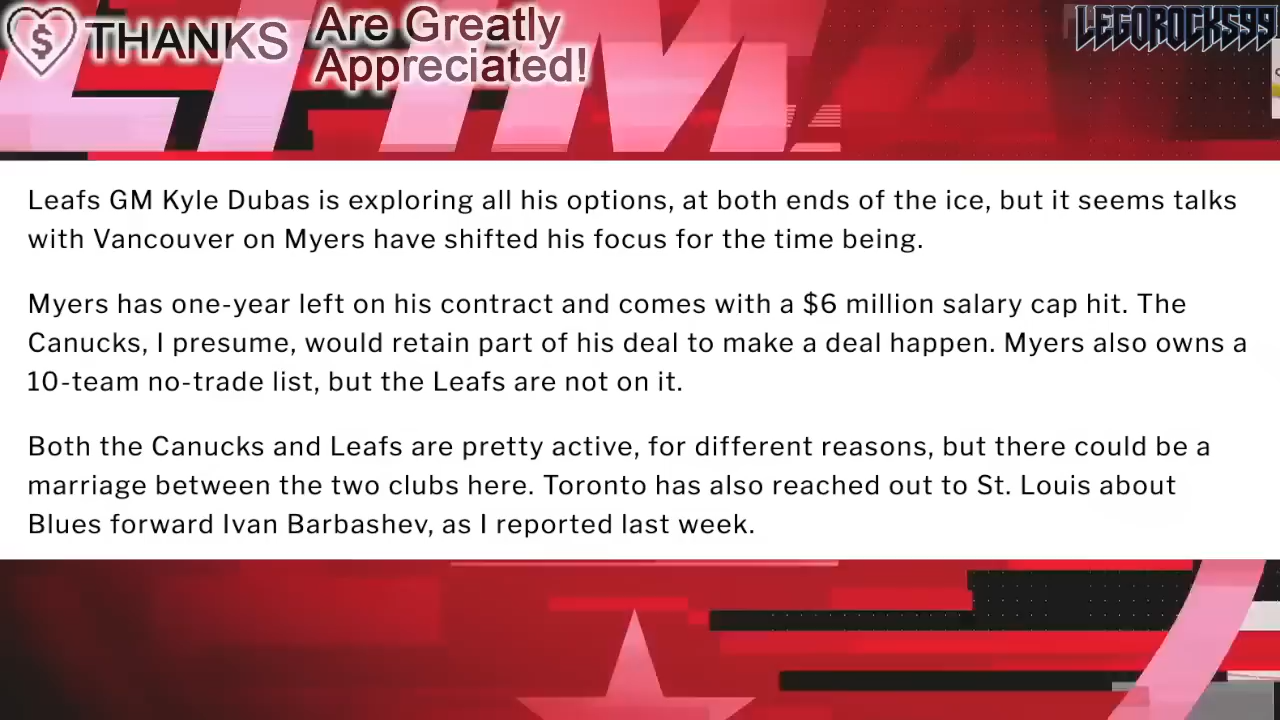 THANKS Are Greatly
Appreciated!
LEGOROCKS99
Leafs GM Kyle Dubas is exploring all his options, at both ends of the ice, but it seems talks
with Vancouver on Myers have shifted his focus for the time being.
Myers has one-year left on his contract and comes with a $6 million salary cap hit. The
Canucks, I presume, would retain part of his deal to make a deal happen. Myers also owns a
10-team no-trade list, but the Leafs are not on it.
Both the Canucks and Leafs are pretty active, for different reasons, but there could be a
marriage between the two clubs here. Toronto has also reached out to St. Louis about
Blues forward Ivan Barbashev, as I reported last week.